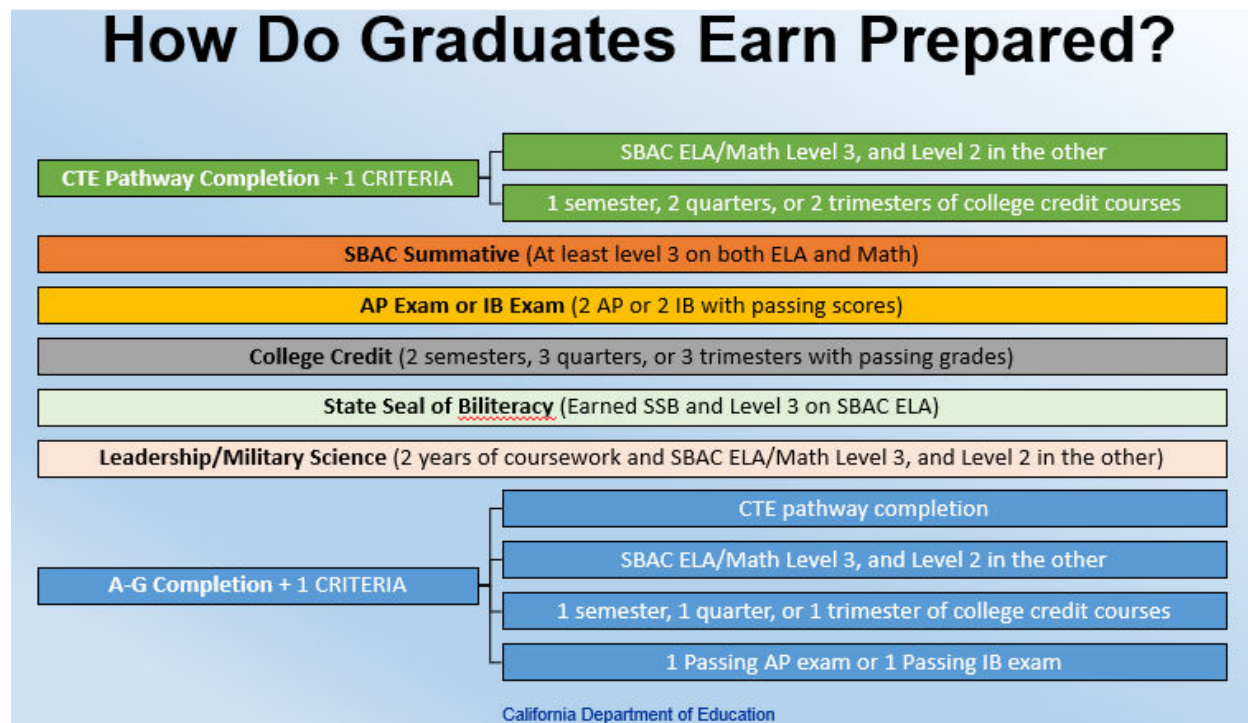 How Do Graduates Earn Prepared?
CTE Pathway Completion + 1 CRITERIA
SBAC ELA/Math Level 3, and Level 2 in the other
1 semester, 2 quarters, or 2 trimesters of college credit courses
SBAC Summative (At least level 3 on both ELA and Math)
AP Exam or IB Exam (2 AP or 2 IB with passing scores)
College Credit (2 semesters, 3 quarters, or 3 trimesters with passing grades)
State Seal of Biliteracy (Earned SSB and Level 3 on SBAC ELA)
Leadership/Military Science (2 years of coursework and SBAC ELA/Math Level 3, and Level 2 in the other)
A-G Completion + 1 CRITERIA
CTE pathway completion
SBAC ELA/Math Level 3, and Level 2 in the other
1 semester, 1 quarter, or 1 trimester of college credit courses
1 Passing AP exam or 1 Passing IB exam
California Department of Education